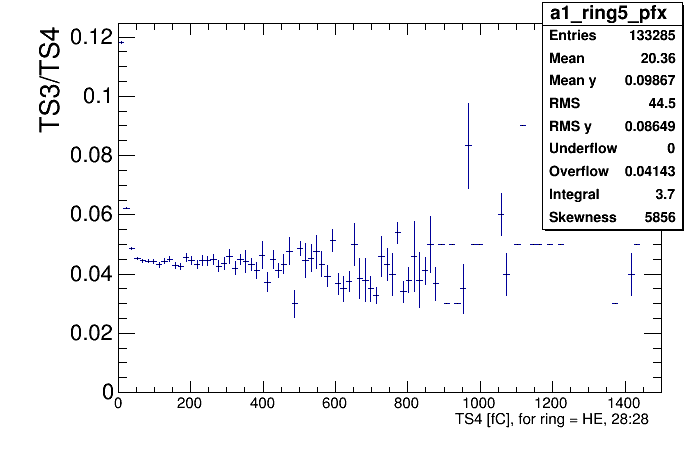 a1_ring5_pfx
Entries 133285
Mean 20.36
Mean y 0.09867
RMS 44.5
RMS y 0.08649
Underflow 0
Overflow 0.04143
Integral 3.7
Skewness 5856
TS3/TS4
0.12
0.1
0.08
0.06
0.04
0.02
0
0 200 400 600 800 1000 1200 1400
TS4 [fC], for ring = HE, 28:28